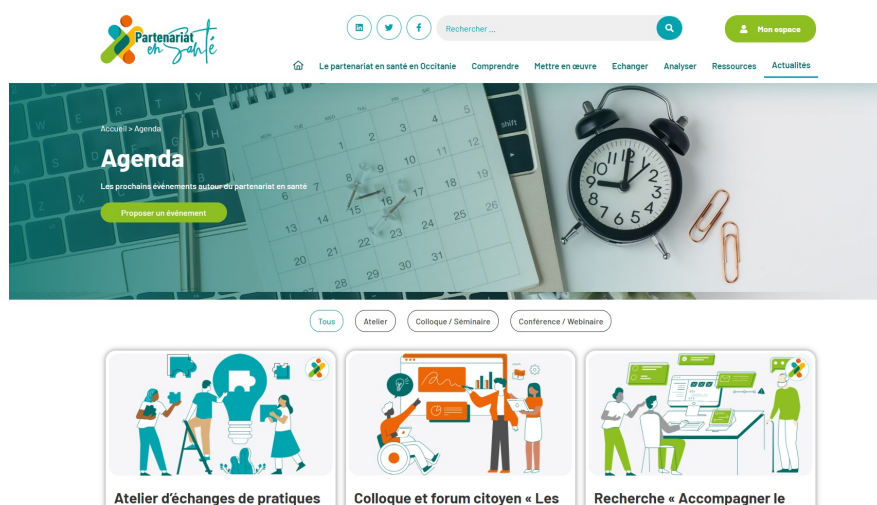 Partenariat
en Santé
Rechercher ...
Mon espace
Le partenariat en santé en Occitanie Comprendre Mettre en œuvre Echanger Analyser Ressources Actualités
Accueil > Agenda
Agenda
Les prochains événements autour du partenariat en santé
Proposer un événement
Tous Atelier Colloque / Séminaire Conférence / Webinaire
Atelier d'échanges de pratiques
Colloque et forum citoyen « Les
Recherche « Accompagner le